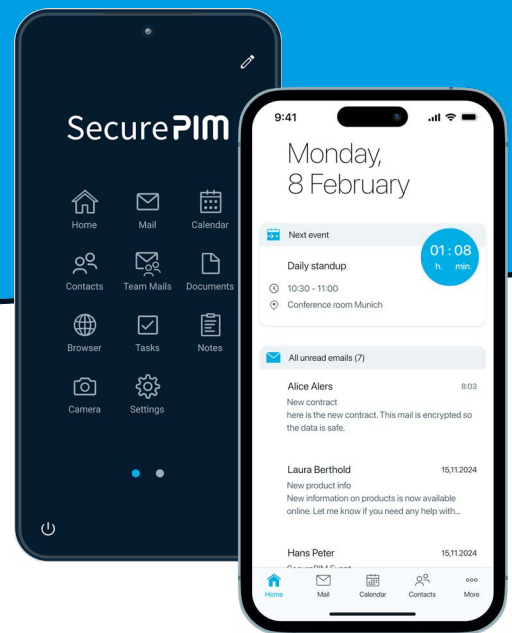 SecurePIM
Home
Mail
Calendar
Contacts
Team Mails
Documents
Browser
Tasks
Notes
Camera
Settings
9:41
Monday,
8 February
Next event
01:08
h. min.
Daily standup
10:30 - 11:00
Conference room Munich
All unread emails (7)
Alice Alers 8:03
New contract
here is the new contract. This mail is encrypted so
the data is safe.
Laura Berthold 15,11.2024
New product info
New information on products is now available
online. Let me know if you need any help with...
Hans Peter 15,11.2024
SecurePIM Event
Home
Mail
Calendar
Contacts
More